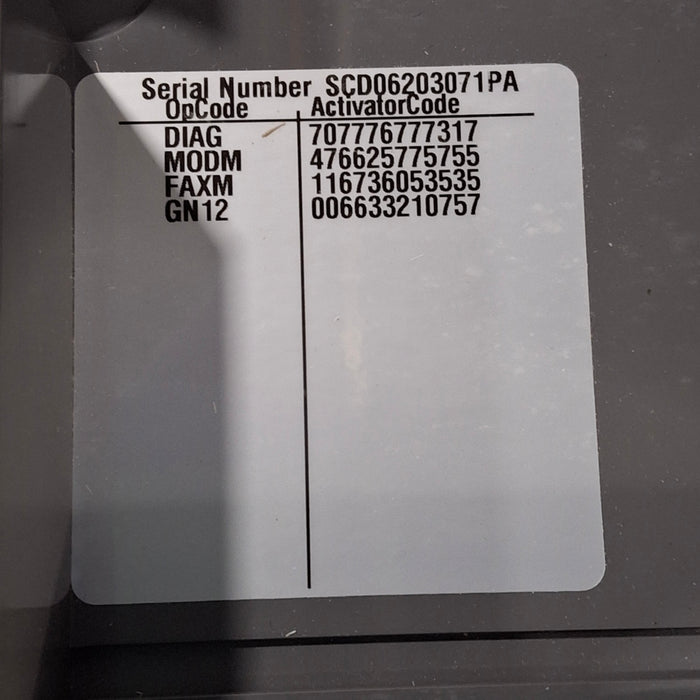 Serial Number SCD06203071PA
OpCode ActivatorCode
DIAG 707776777317
MODM 476625775755
FAXM 116736053535
GN12 006633210757